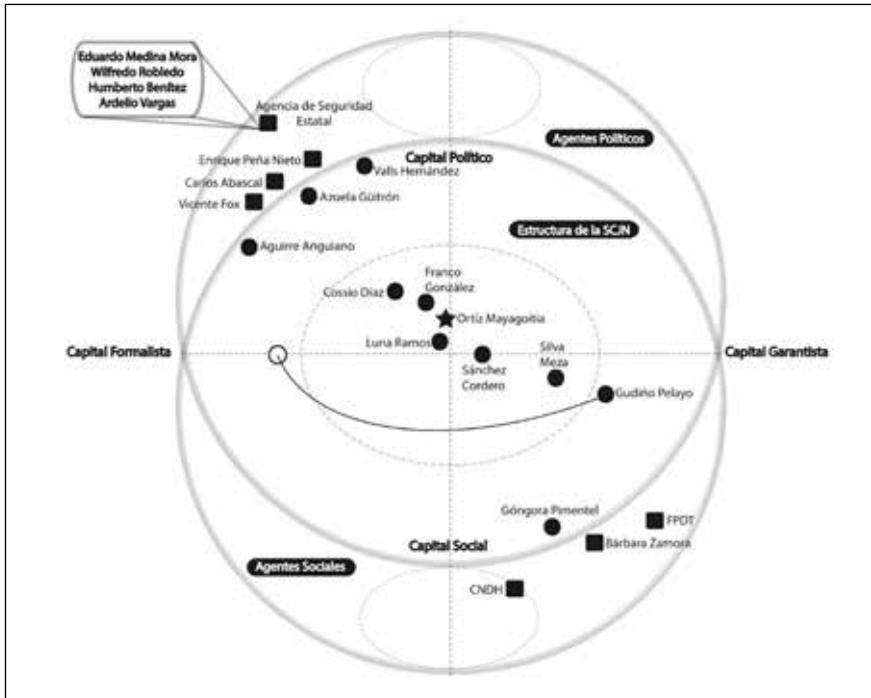 Eduardo Medina Mora
Wilfredo Robledo
Humberto Benítez
Ardelio Vargas
Agencia de Seguridad
Estatal
Agentes Políticos
Enrique Peña Nieto
Capital Político
Valls Hernández
Carlos Abascal
Vicente Fox
Azuela Güitrón
Estructura de la SCJN
Aguirre Anguiano
Franco
González
Cossío Díaz
Ortíz Mayagoitia
Luna Ramos
Silva
Meza
Capital Formalista
Capital Garantista
Sánchez
Cordero
Gudiño Pelayo
Góngora Pimentel
FPDT
Bárbara Zamora
Capital Social
Agentes Sociales
CNDH